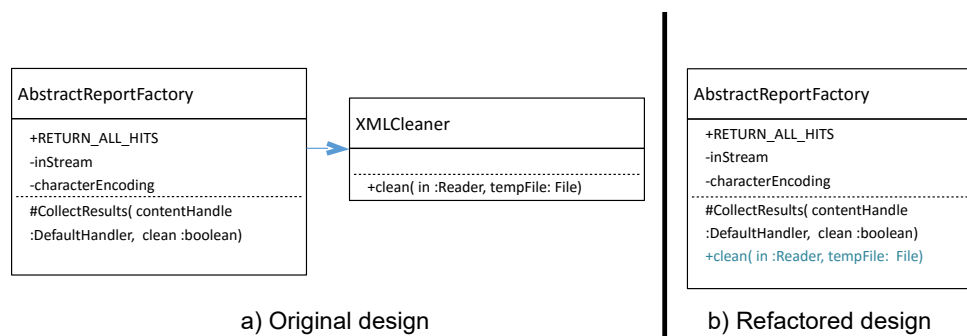 AbstractReportFactory
+RETURN_ALL_HITS
-inStream
-characterEncoding
#CollectResults( contentHandle
:DefaultHandler, clean :boolean)
XMLCleaner
+clean( in :Reader, tempFile: File)
a) Original design
AbstractReportFactory
+RETURN_ALL_HITS
-inStream
-characterEncoding
#CollectResults( contentHandle
:DefaultHandler, clean :boolean)
+clean( in :Reader, tempFile: File)
b) Refactored design